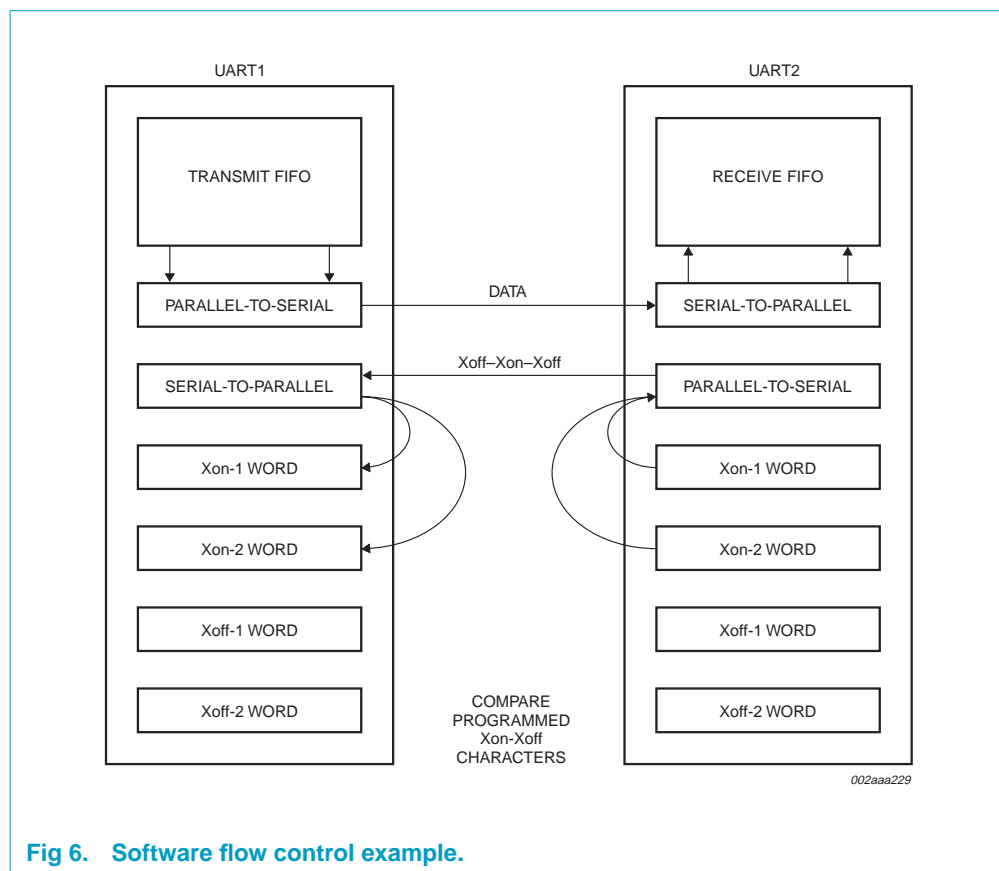 UART1
UART2
TRANSMIT FIFO
RECEIVE FIFO
PARALLEL-TO-SERIAL
DATA
SERIAL-TO-PARALLEL
SERIAL-TO-PARALLEL
Xoff–Xon–Xoff
PARALLEL-TO-SERIAL
Xon-1 WORD
Xon-1 WORD
Xon-2 WORD
Xon-2 WORD
Xoff-1 WORD
Xoff-1 WORD
Xoff-2 WORD
COMPARE
PROGRAMMED
Xon-Xoff
CHARACTERS
Xoff-2 WORD
002aaa229
Fig 6. Software flow control example.